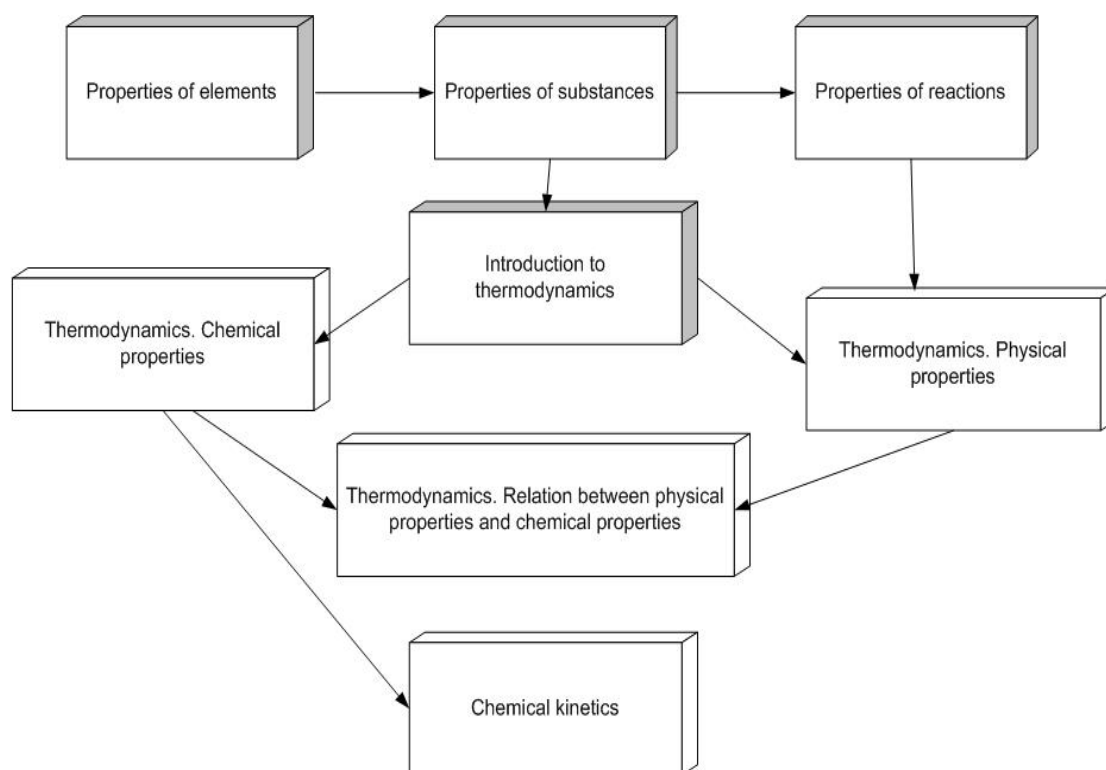 Properties of elements
Properties of substances
Properties of reactions
Introduction to
thermodynamics
Thermodynamics. Chemical
properties
Thermodynamics. Physical
properties
Thermodynamics. Relation between physical
properties and chemical properties
Chemical kinetics